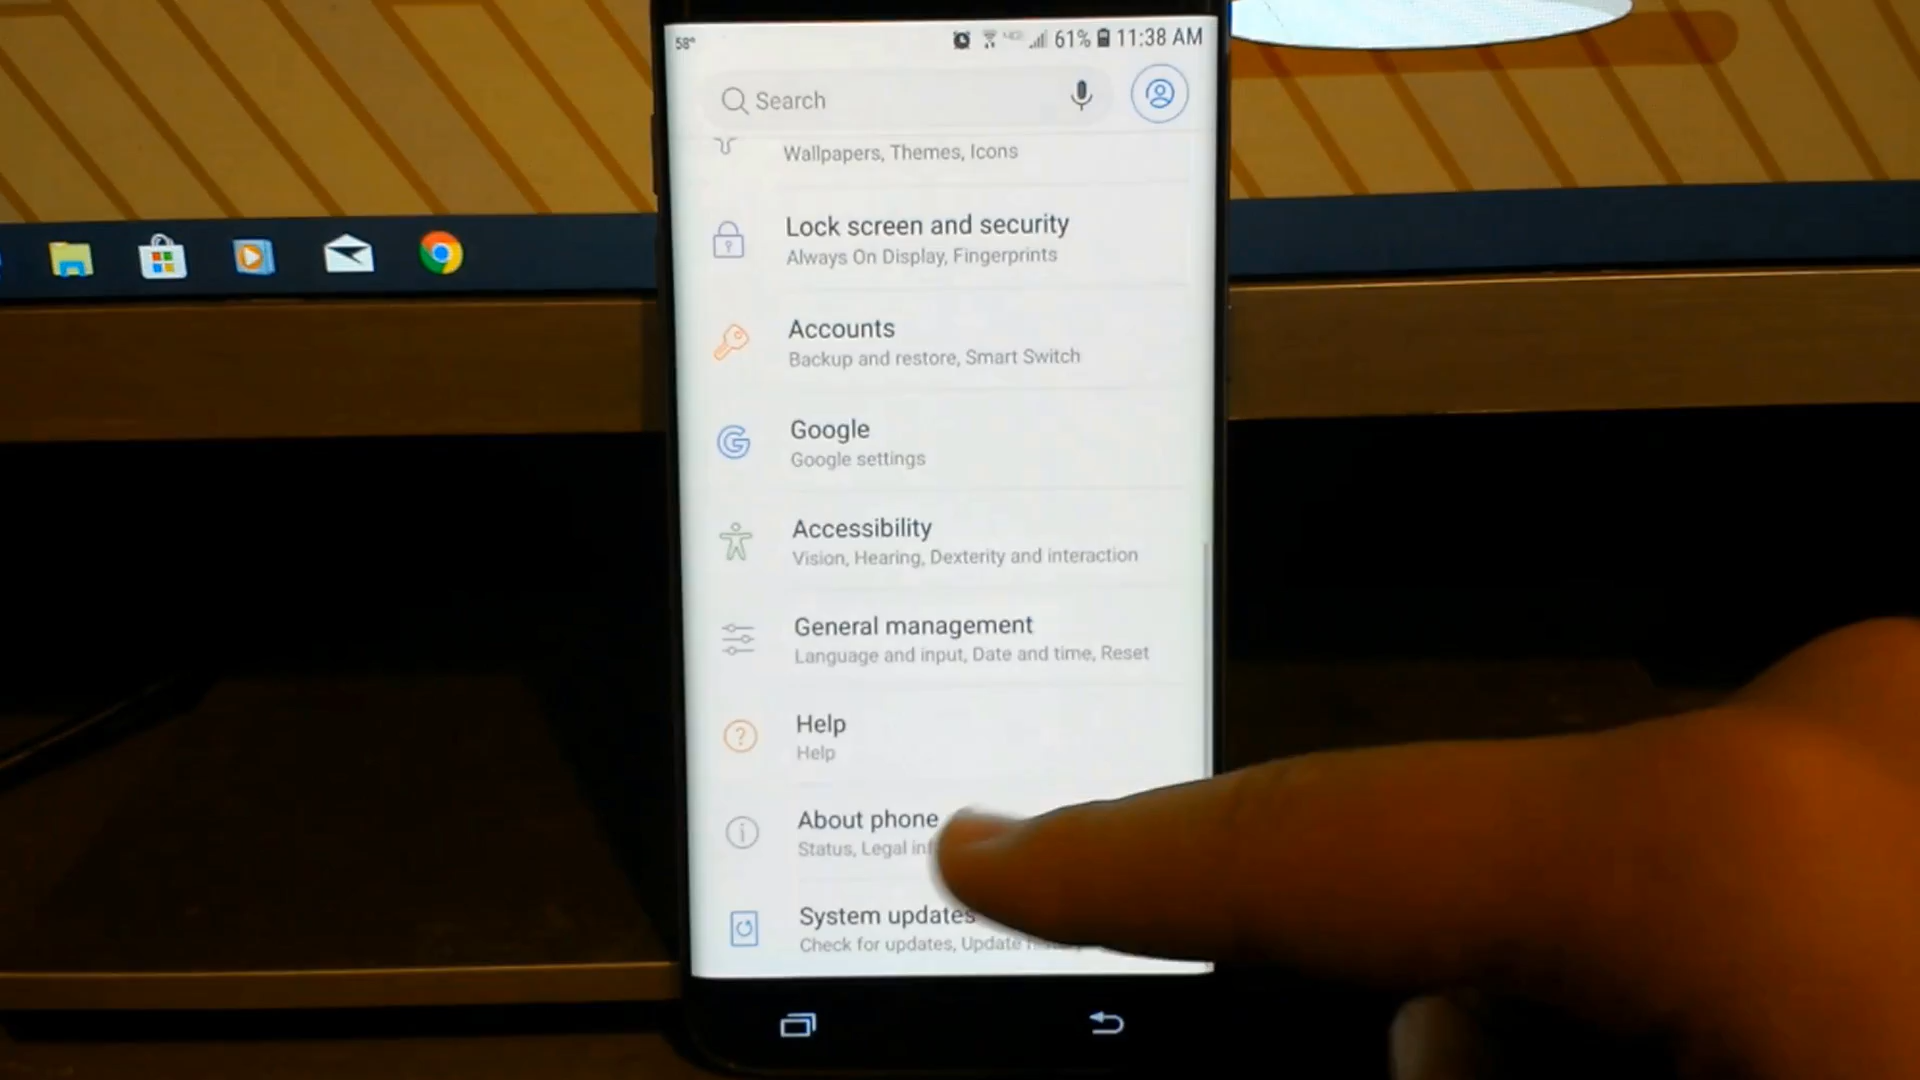 58°
61% 11:38 AM
Search
Wallpapers, Themes, Icons
Lock screen and security
Always On Display, Fingerprints
Accounts
Backup and restore, Smart Switch
Google
Google settings
Accessibility
Vision, Hearing, Dexterity and interaction
General management
Language and input, Date and time, Reset
Help
Help
About phone
Status, Legal
System updates
Check for updates, Update